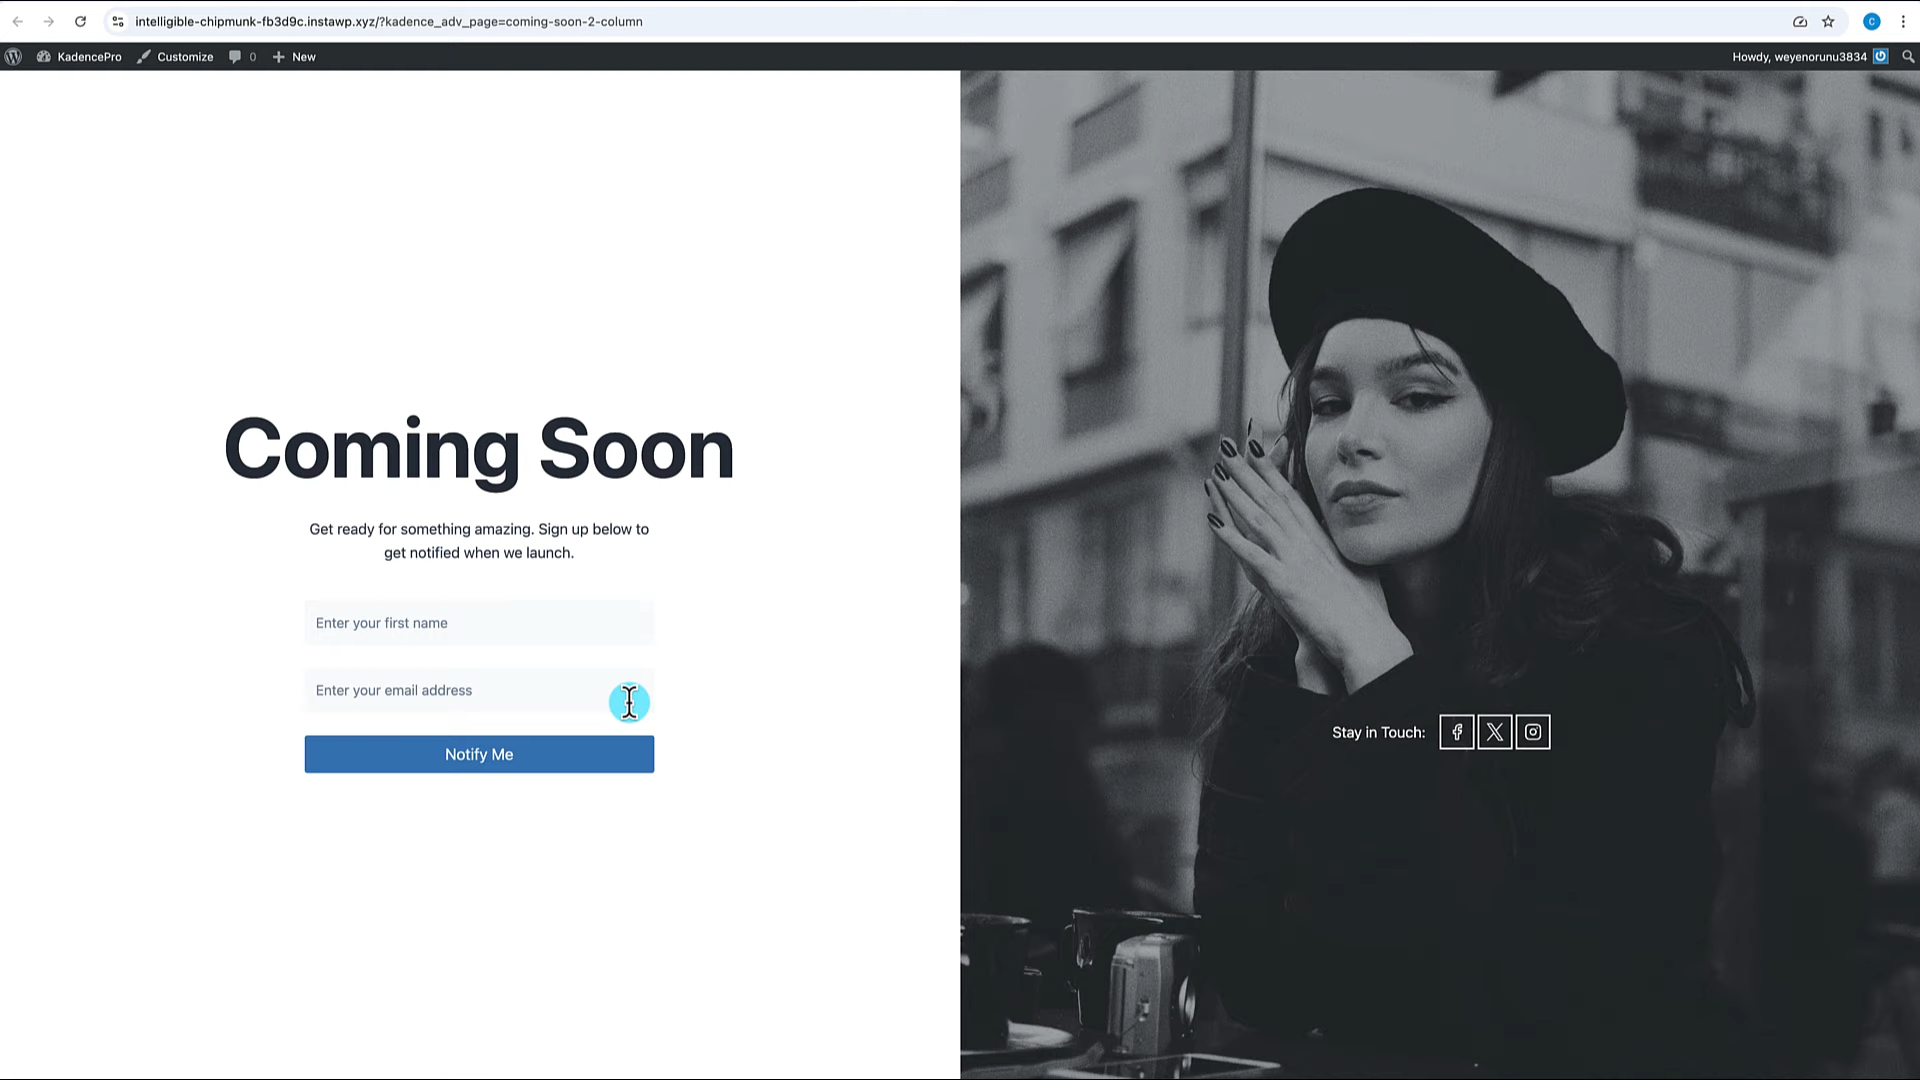 intelligible-chipmunk-fb3d9c.instawp.xyz/?kadence_adv_page=coming-soon-2-column
C
KadencePro
Customize
0
New
Howdy, weyenorunu3834
Coming Soon
Get ready for something amazing. Sign up below to
get notified when we launch.
Enter your first name
Enter your email address
Notify Me
Stay in Touch: